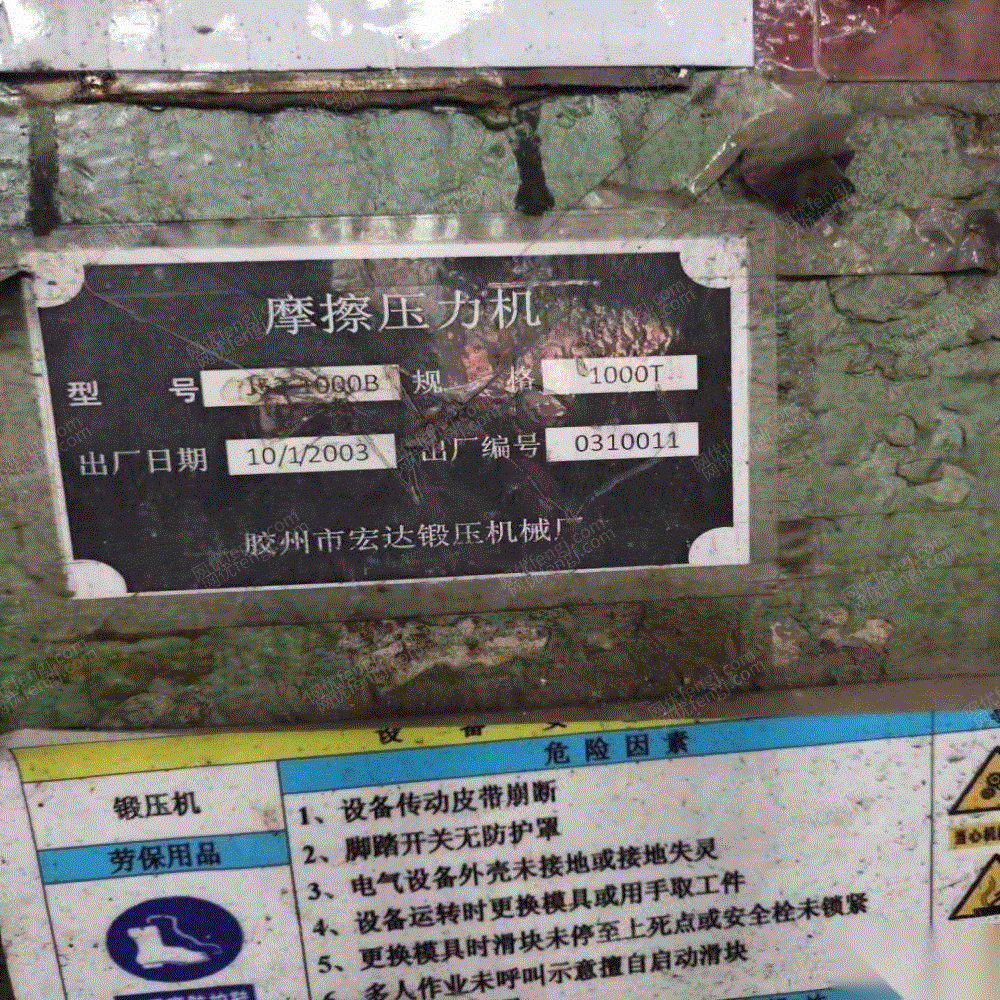 摩擦压力机
型 号 1000B 规 格 1000T
出厂日期 10/1/2003 出厂编号 0310011
胶州市宏达锻压机械厂
设 备
危险因素
锻压机
劳保用品
1、设备传动皮带崩断
2、脚踏开关无防护罩
3、电气设备外壳未接地或接地失灵
4、设备运转时更换模具或用手取工件
5、更换模具时滑块未停至上死点或安全栓未锁紧
6、多人作业未呼叫示意擅自启动滑块